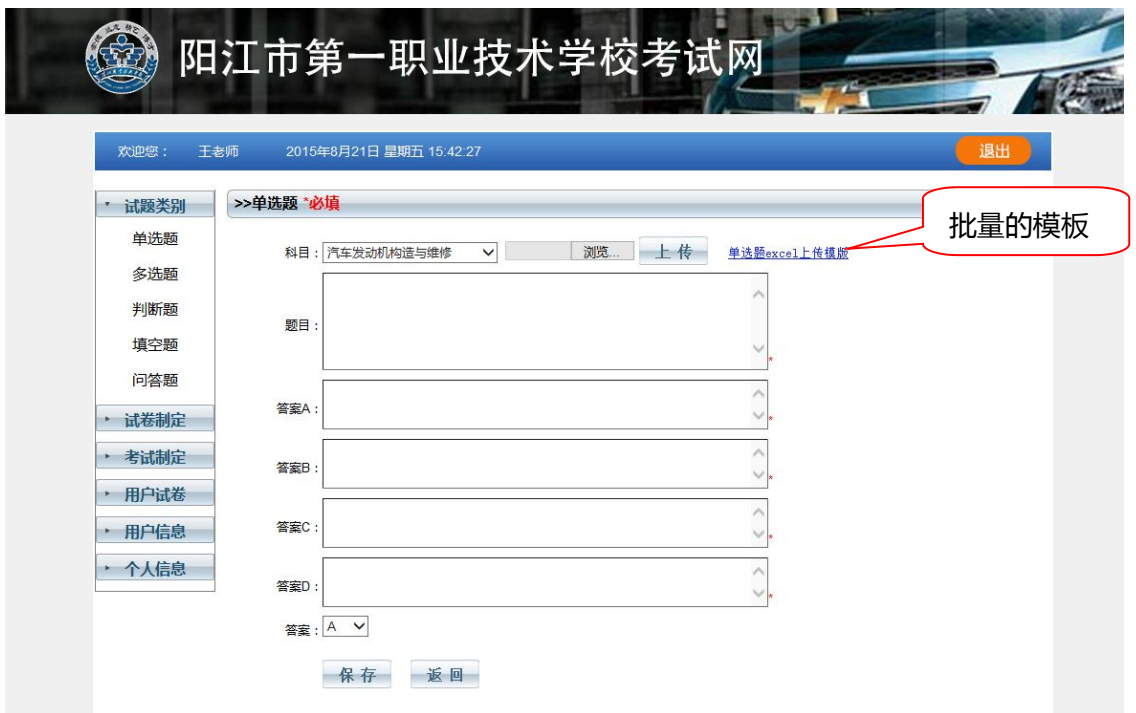 阳江市第一职业技术学校考试网
欢迎您： 王老师 2015年8月21日 星期五 15:42:27 退出
试题类别
单选题
多选题
判断题
填空题
问答题
试卷制定
考试制定
用户试卷
用户信息
个人信息
>>单选题 *必填
批量的模板
科目： 汽车发动机构造与维修 浏览... 上 传 单选题excel上传模版
题目： *
答案A： *
答案B： *
答案C： *
答案D： *
答案： A
保 存 返 回